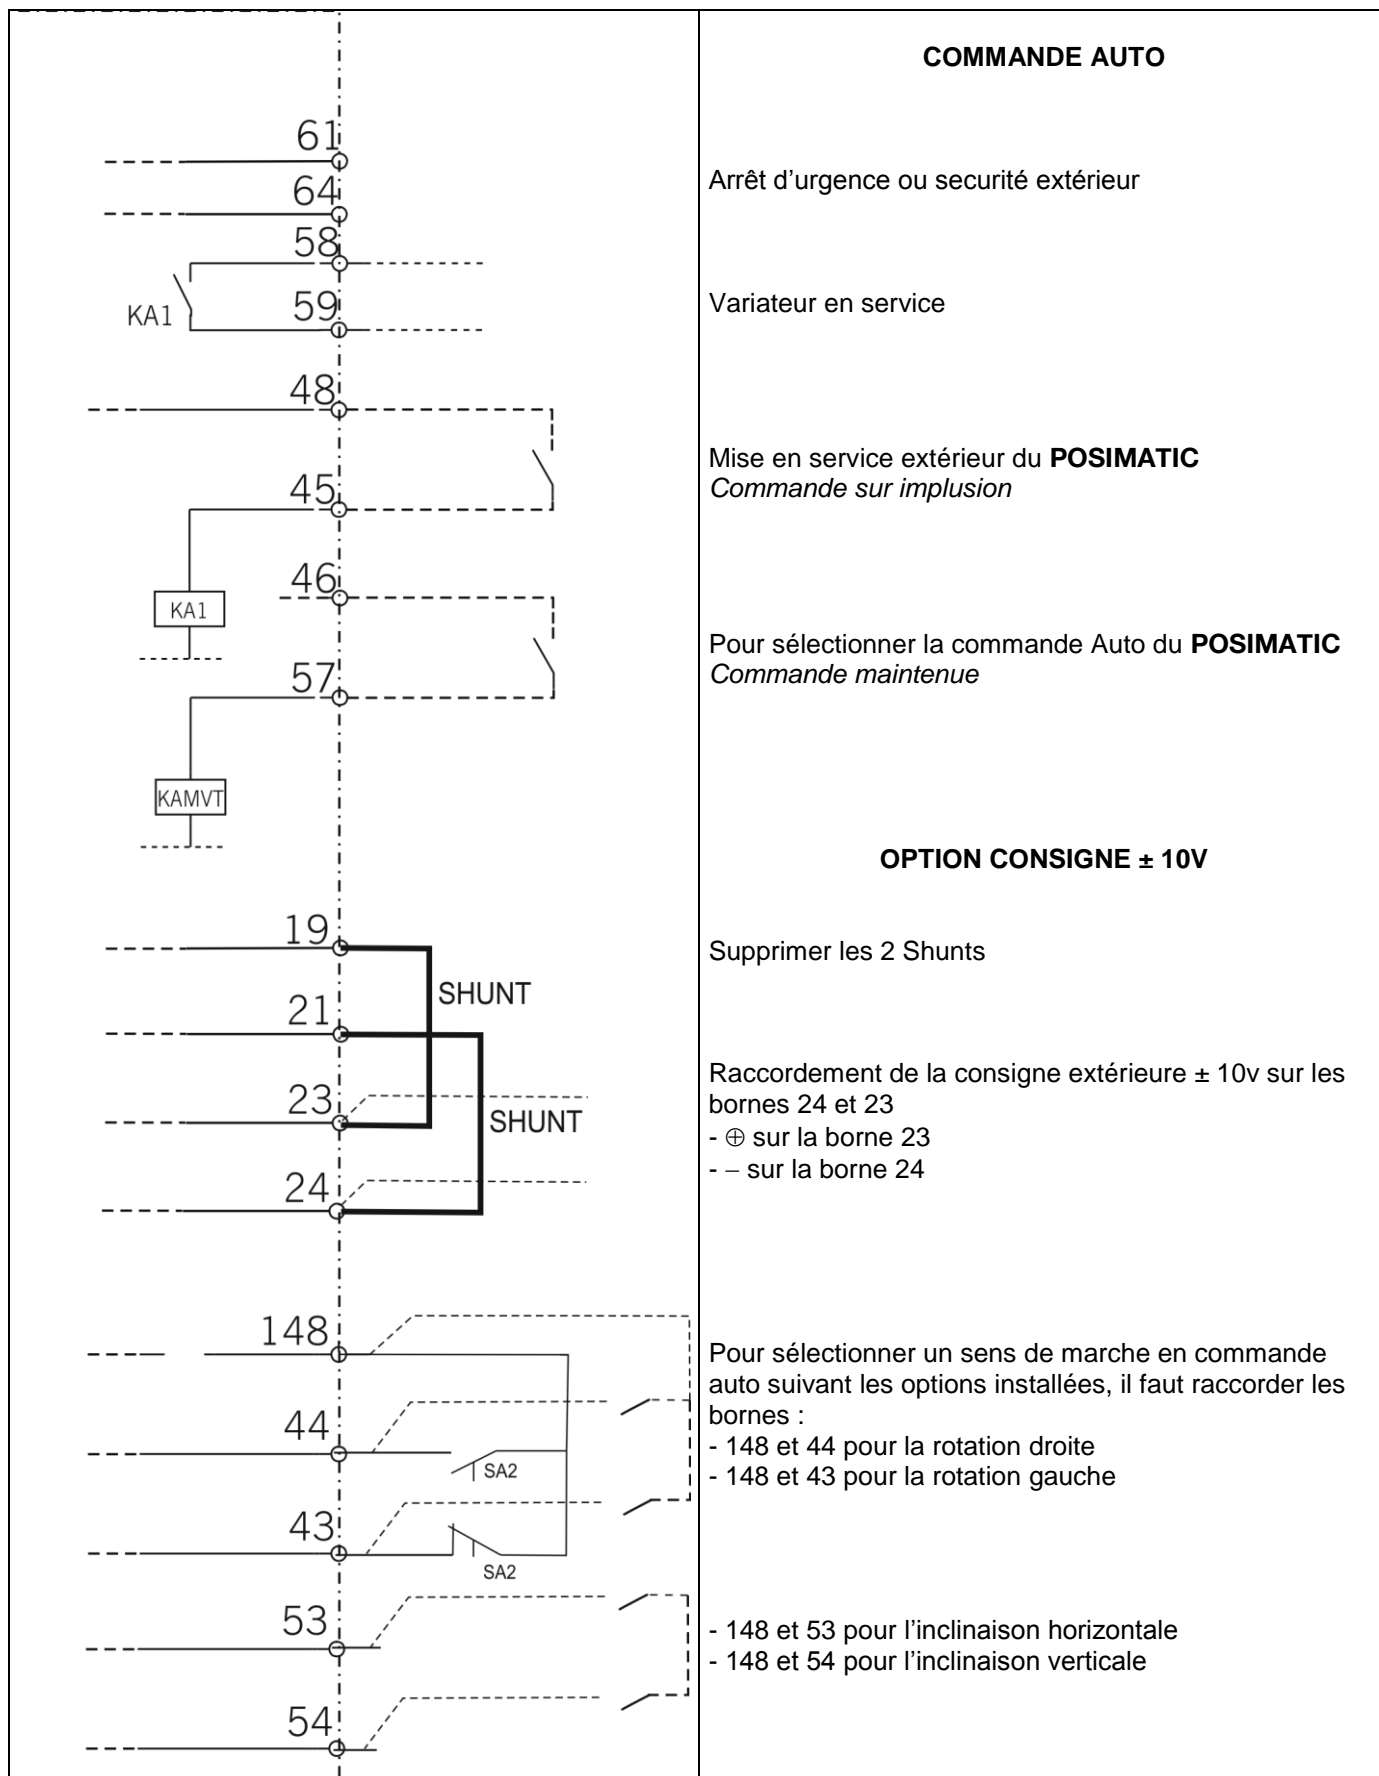 COMMANDE AUTO
61
Arrêt d'urgence ou securité extérieur
64
58
KA1
59
Variateur en service
48
Mise en service extérieur du POSIMATIC
Commande sur implusion
45
46
KA1
Pour sélectionner la commande Auto du POSIMATIC
Commande maintenue
57
KAMVT
OPTION CONSIGNE ± 10V
19
Supprimer les 2 Shunts
SHUNT
21
Raccordement de la consigne extérieure ± 10v sur les
bornes 24 et 23
- ⊕ sur la borne 23
- – sur la borne 24
23
SHUNT
24
148
Pour sélectionner un sens de marche en commande
auto suivant les options installées, il faut raccorder les
bornes :
- 148 et 44 pour la rotation droite
- 148 et 43 pour la rotation gauche
44
SA2
43
SA2
53
- 148 et 53 pour l'inclinaison horizontale
- 148 et 54 pour l'inclinaison verticale
54